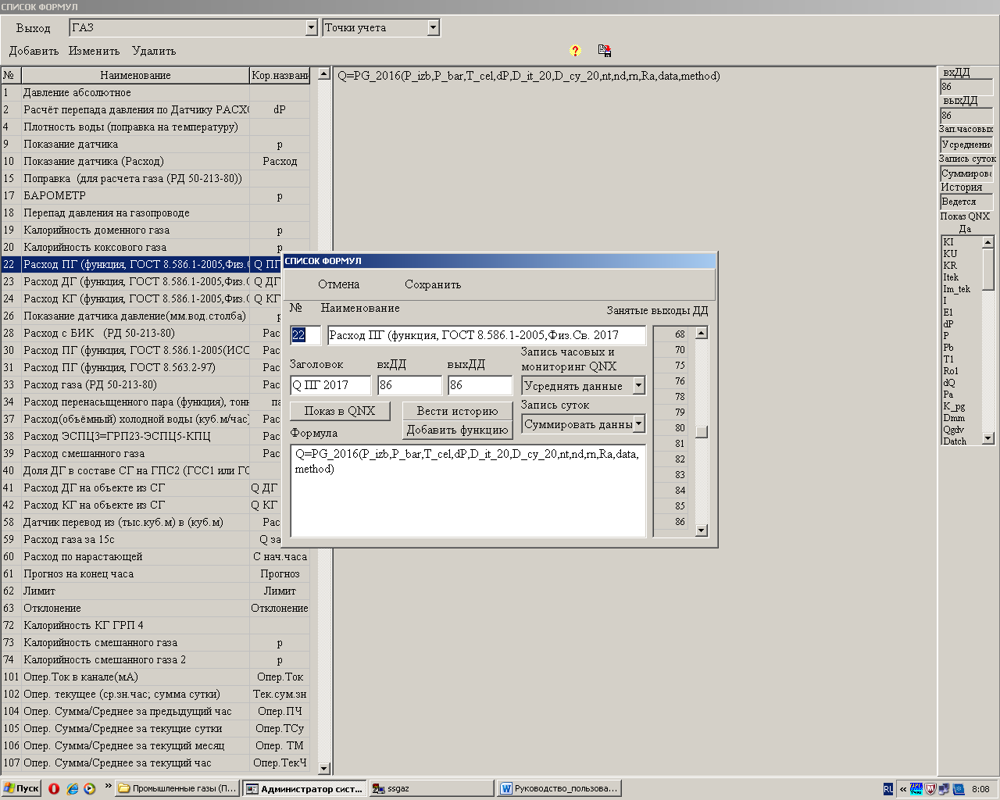 СПИСОК ФОРМУЛ
Выход
ГАЗ
Точки учета
Добавить Изменить Удалить
№ Наименование Кор.названи
1 Давление абсолютное
2 Расчёт перепада давления по Датчику РАСХО dP
4 Плотность воды (поправка на температуру)
9 Показание датчика р
10 Показание датчика (Расход) Расход
15 Поправка (для расчета газа (РД 50-213-80))
17 БАРОМЕТР р
18 Перепад давления на газопроводе
19 Калорийность доменного газа р
20 Калорийность коксового газа р
22 Расход ПГ (функция, ГОСТ 8.586.1-2005,Физ.С Q ПГ
23 Расход ДГ (функция, ГОСТ 8.586.1-2005,Физ.С Q ДГ
24 Расход КГ (функция, ГОСТ 8.586.1-2005,Физ.С Q КГ
26 Показание датчика давление(мм.вод.столба)
28 Расход с БИК (РД 50-213-80) Рас
30 Расход ПГ (функция, ГОСТ 8.586.1-2005(ИСО Рас
31 Расход ПГ (функция, ГОСТ 8.563.2-97) Рас
33 Расход газа (РД 50-213-80) Рас
34 Расход перенасыщенного пара (функция), тонн па
37 Расход(объёмный) холодной воды (куб.м/час) Рас
38 Расход ЭСПЦ3=ГРП23-ЭСПЦ5-КПЦ Рас
39 Расход смешанного газа Рас
40 Доля ДГ в составе СГ на ГПС2 (ГСС1 или ГС
41 Расход ДГ на объекте из СГ Q ДГ
42 Расход КГ на объекте из СГ Q КГ
58 Датчик перевод из (тыс.куб.м) в (куб.м) Рас
59 Расход газа за 15с Q за
60 Расход по нарастающей С нач.часа
61 Прогноз на конец часа Прогноз
62 Лимит Лимит
63 Отклонение Отклонение
72 Калорийность КГ ГРП 4
73 Калорийность смешанного газа р
74 Калорийность смешанного газа 2 р
101 Опер.Ток в канале(мА) Опер.Ток
102 Опер. текущее (ср.зн.час; сумма сутки) Тек.сум.зн
104 Опер. Сумма/Среднее за предыдущий час Опер.ПЧ
105 Опер. Сумма/Среднее за текущие сутки Опер.ТСу
106 Опер. Сумма/Среднее за текущий месяц Опер. ТМ
107 Опер. Сумма/Среднее за текущий час Опер.ТекЧ
Q=PG_2016(P_izb,P_bar,T_cel,dP,D_it_20,D_cy_20,nt,nd,rn,Ra,data,method)
СПИСОК ФОРМУЛ
Отмена Сохранить
№ Наименование
Занятые выходы ДД
22 Расход ПГ (функция, ГОСТ 8.586.1-2005,Физ.Св. 2017
Заголовок вхДД выхДД
Запись часовых и
мониторинг QNX
Q ПГ 2017 86 86 Усреднять данные
Показ в QNX Вести историю Запись суток
Добавить функцию Суммировать данны
Формула
Q=PG_2016(P_izb,P_bar,T_cel,dP,D_it_20,D_cy_20,nt,nd,rn,Ra,data,
method)
68
70
75
76
78
79
80
81
82
83
84
85
86
вхДД
86
выхДД
86
Зап.часовых
Усреднени
Запись суток
Суммирова
История
Ведется
Показ QNX
Да
KI
KU
KR
Itek
Im_tek
I
E1
dP
P
Pb
T1
Ro1
dQ
Pa
K_pg
Dmm
Qgdv
Datch
Пуск
Промышленные газы (П...
Администратор сист...
ssgaz
Руководство_пользова...
RL
8:08